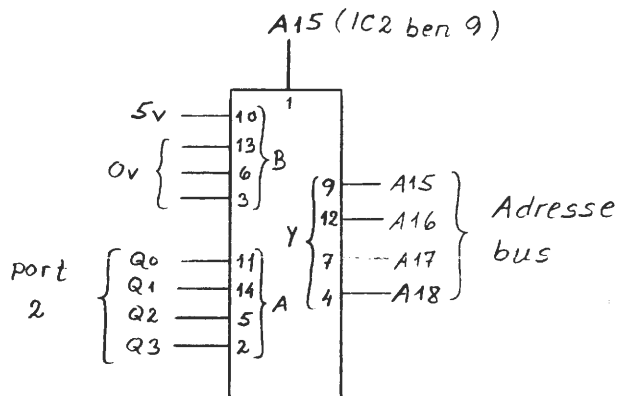 A15 (IC2 ben 9)
1
5v 10
13
0v 6 B
3
9 A15
12 A16
Y
7 A17
4 A18
Adresse
bus
port
2
Q0 11
Q1 14
A
Q2 5
Q3 2